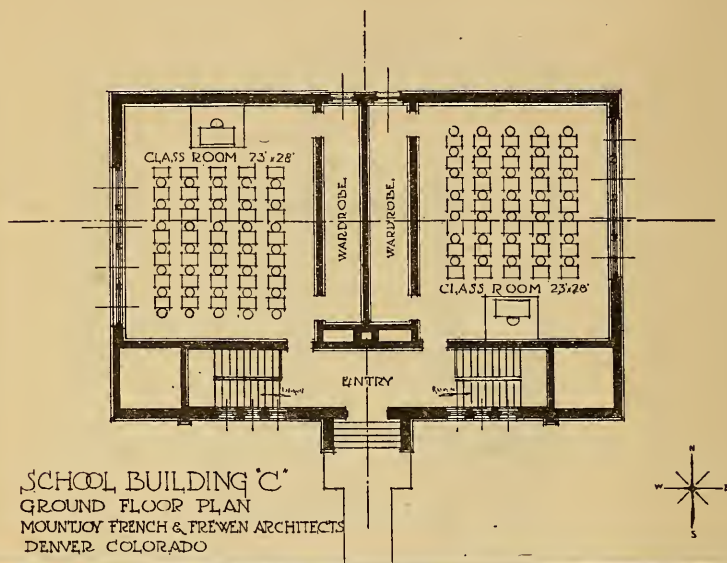 CLASS ROOM 23'x28'
WARDROBE
WARDROBE
CLASS ROOM 23'x28'
ENTRY
SCHOOL BUILDING "C"
GROUND FLOOR PLAN
MOUNTJOY FRENCH & FREWEN ARCHITECTS
DENVER COLORADO
N
W
E
S